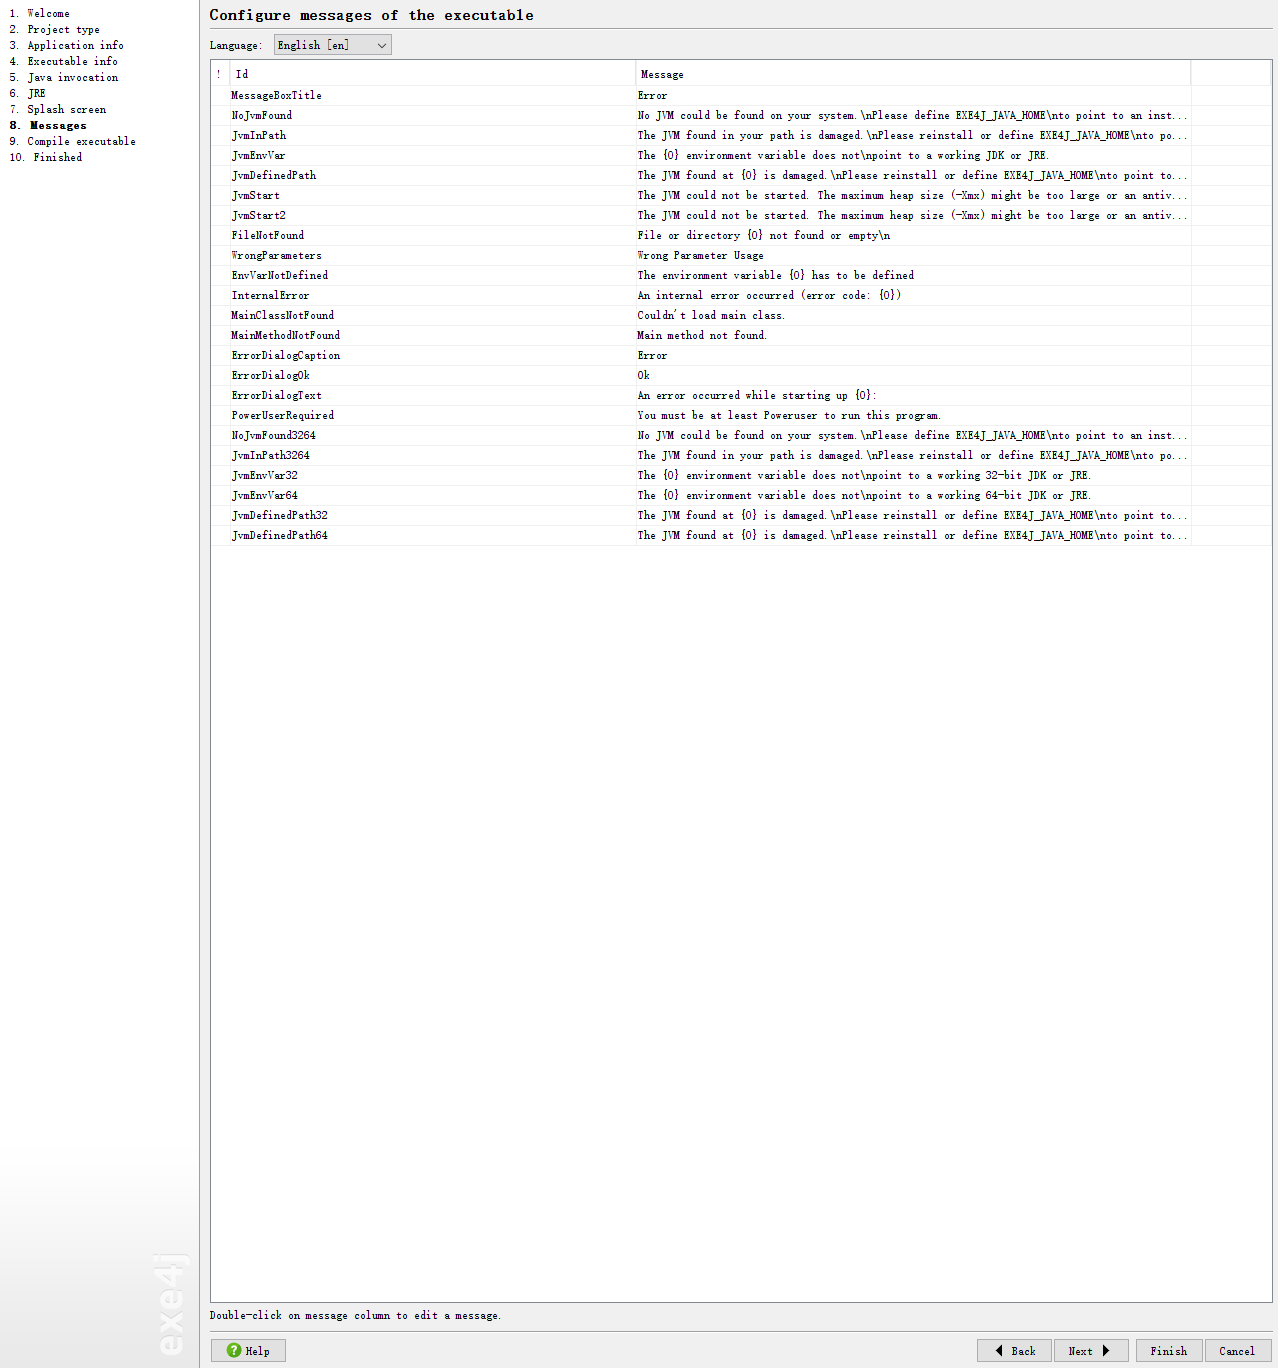 1. Welcome
2. Project type
3. Application info
4. Executable info
5. Java invocation
6. JRE
7. Splash screen
8. Messages
9. Compile executable
10. Finished
exe4j
Configure messages of the executable
Language: English [en]
! Id Message
MessageBoxTitle Error
NoJvmFound No JVM could be found on your system.\nPlease define EXE4J_JAVA_HOME\nto point to an inst...
JvmInPath The JVM found in your path is damaged.\nPlease reinstall or define EXE4J_JAVA_HOME\nto po...
JvmEnvVar The {0} environment variable does not\npoint to a working JDK or JRE.
JvmDefinedPath The JVM found at {0} is damaged.\nPlease reinstall or define EXE4J_JAVA_HOME\nto point to...
JvmStart The JVM could not be started. The maximum heap size (-Xmx) might be too large or an antiv...
JvmStart2 The JVM could not be started. The maximum heap size (-Xmx) might be too large or an antiv...
FileNotFound File or directory {0} not found or empty\n
WrongParameters Wrong Parameter Usage
EnvVarNotDefined The environment variable {0} has to be defined
InternalError An internal error occurred (error code: {0})
MainClassNotFound Couldn't load main class.
MainMethodNotFound Main method not found.
ErrorDialogCaption Error
ErrorDialogOk Ok
ErrorDialogText An error occurred while starting up {0}:
PowerUserRequired You must be at least Poweruser to run this program.
NoJvmFound3264 No JVM could be found on your system.\nPlease define EXE4J_JAVA_HOME\nto point to an inst...
JvmInPath3264 The JVM found in your path is damaged.\nPlease reinstall or define EXE4J_JAVA_HOME\nto po...
JvmEnvVar32 The {0} environment variable does not\npoint to a working 32-bit JDK or JRE.
JvmEnvVar64 The {0} environment variable does not\npoint to a working 64-bit JDK or JRE.
JvmDefinedPath32 The JVM found at {0} is damaged.\nPlease reinstall or define EXE4J_JAVA_HOME\nto point to...
JvmDefinedPath64 The JVM found at {0} is damaged.\nPlease reinstall or define EXE4J_JAVA_HOME\nto point to...
Double-click on message column to edit a message.
? Help Back Next Finish Cancel